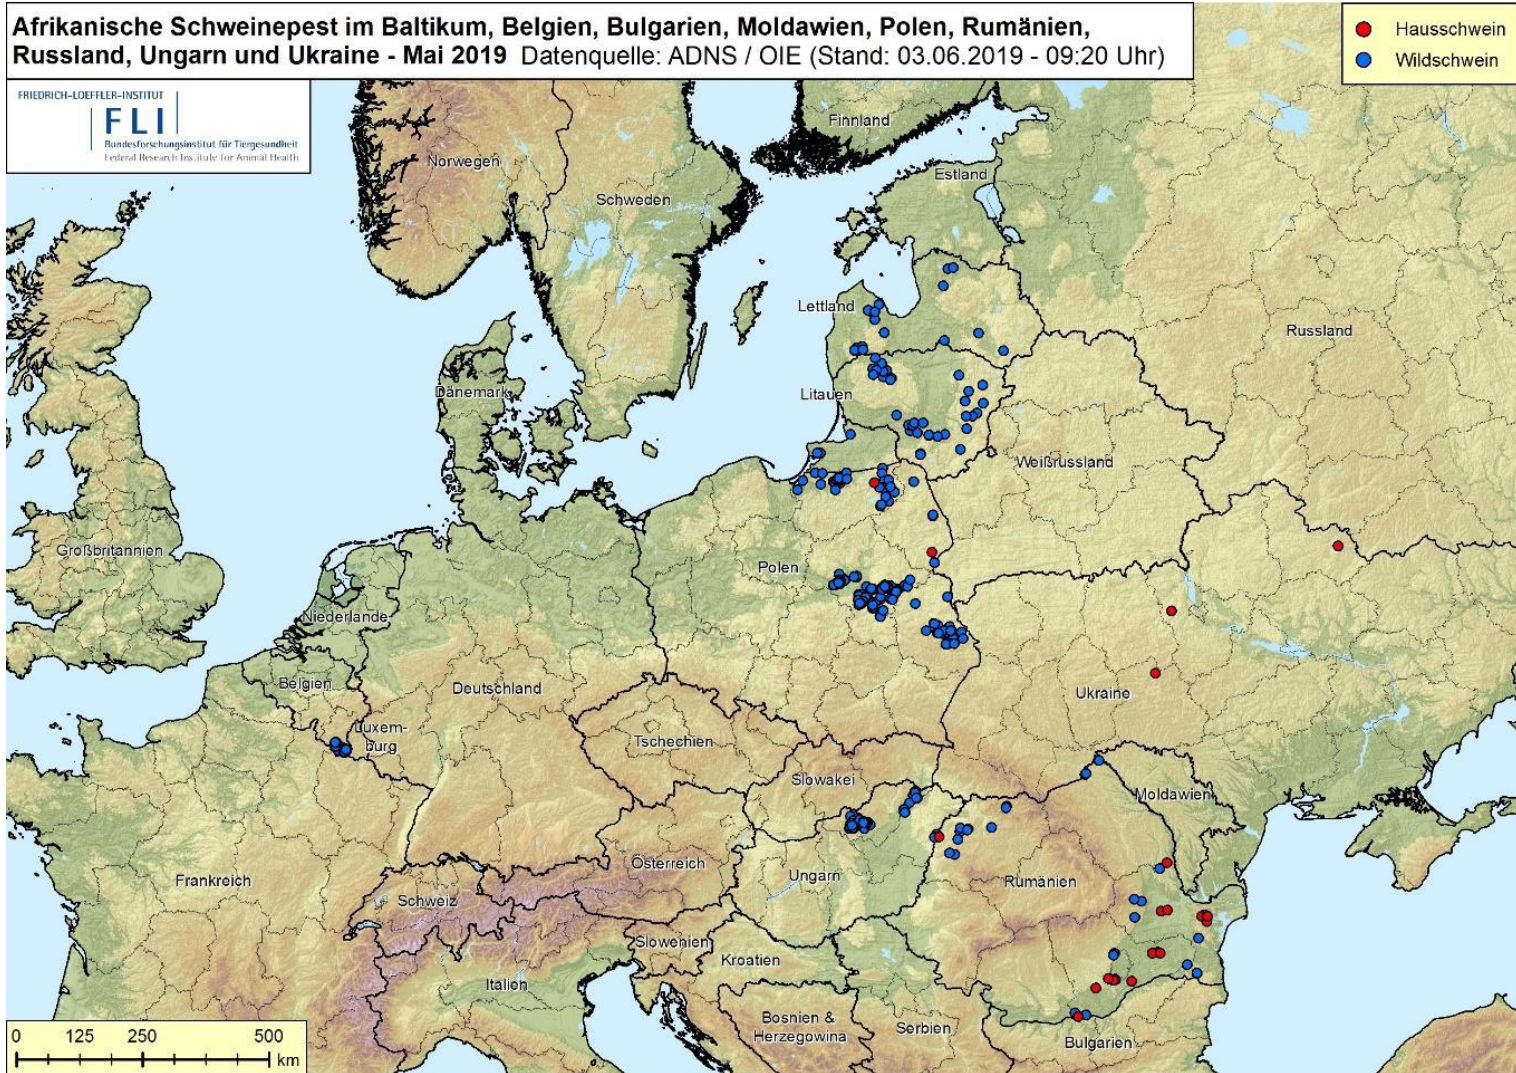 Afrikanische Schweinepest im Baltikum, Belgien, Bulgarien, Moldawien, Polen, Rumänien,
Russland, Ungarn und Ukraine - Mai 2019 Datenquelle: ADNS / OIE (Stand: 03.06.2019 - 09:20 Uhr)
Hausschwein
Wildschwein
FRIEDRICH-LOEFFLER-INSTITUT
FLI
Bundesforschungsinstitut für Tiergesundheit
Federal Research Institute for Animal Health
Finnland
Norwegen
Estland
Schweden
Lettland
Russland
Dänemark
Litauen
Weißrussland
Großbritannien
Polen
Niederlande
Belgien
Deutschland
Ukraine
Luxem-
burg
Tschechien
Slowakei
Moldawien
Österreich
Ungarn
Frankreich
Rumänien
Schweiz
Slowenien
Kroatien
Italien
Bosnien &
Herzegowina
Serbien
Bulgarien
0 125 250 500
km